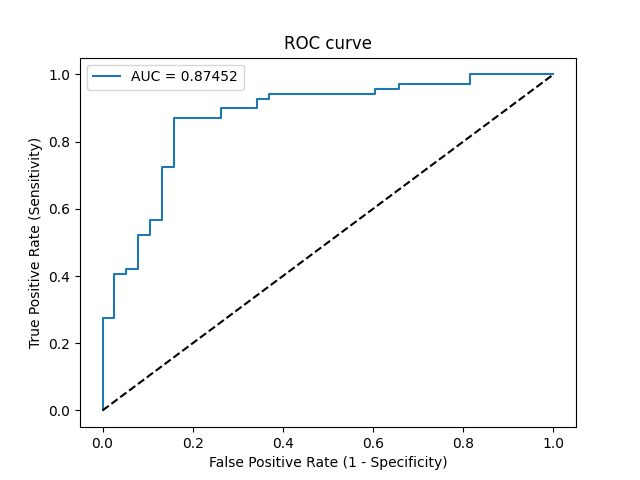 ROC curve
AUC = 0.87452
1.0
0.8
0.6
0.4
0.2
0.0
True Positive Rate (Sensitivity)
0.0 0.2 0.4 0.6 0.8 1.0
False Positive Rate (1 - Specificity)